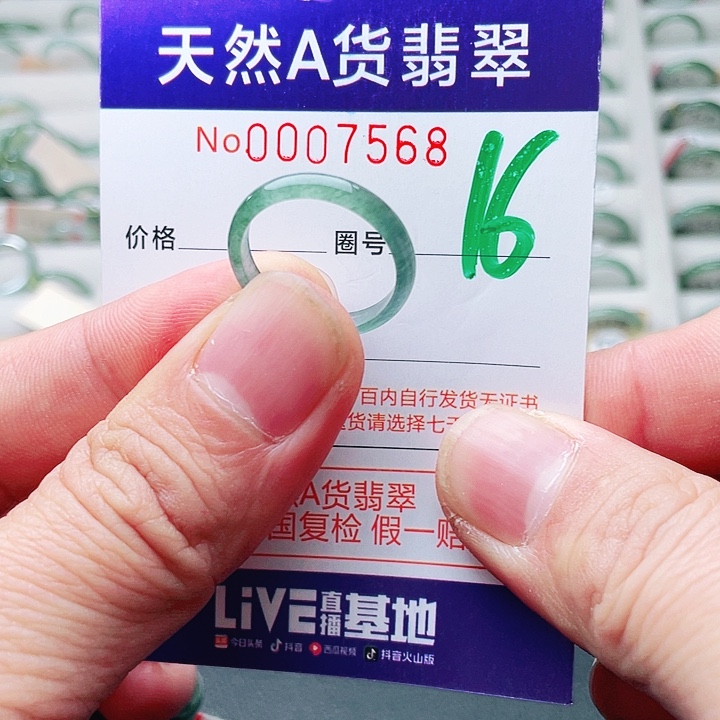 天然A货翡翠
No0007568
16
价格 圈号
百内自行发货无证书
货请选择七
A货翡翠
国复检 假一赔
LiVE直播基地
今日头条 抖音 西瓜视频 抖音火山版